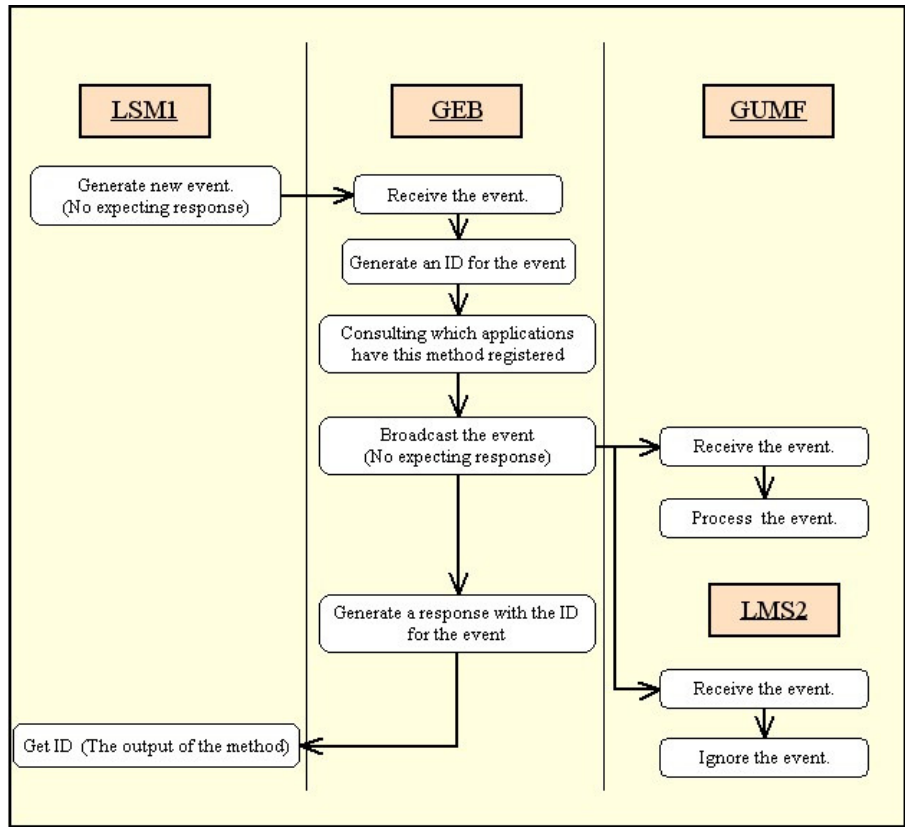 LSM1
GEB
GUMF
Generate new event.
(No expecting response)
Receive the event.
Generate an ID for the event
Consulting which applications
have this method registered
Broadcast the event
(No expecting response)
Receive the event.
Process the event.
Generate a response with the ID
for the event
LMS2
Receive the event.
Get ID (The output of the method)
Ignore the event.